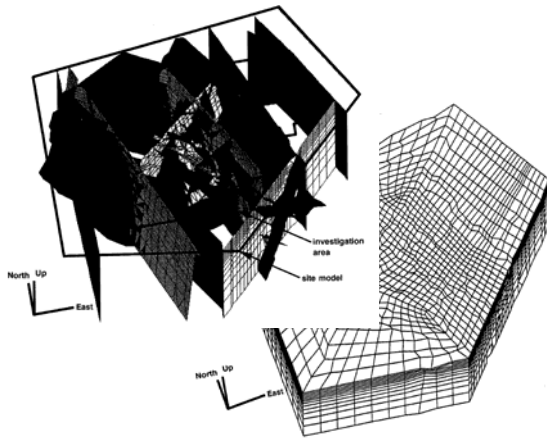 investigation
area
site model
North Up
East
North Up
East